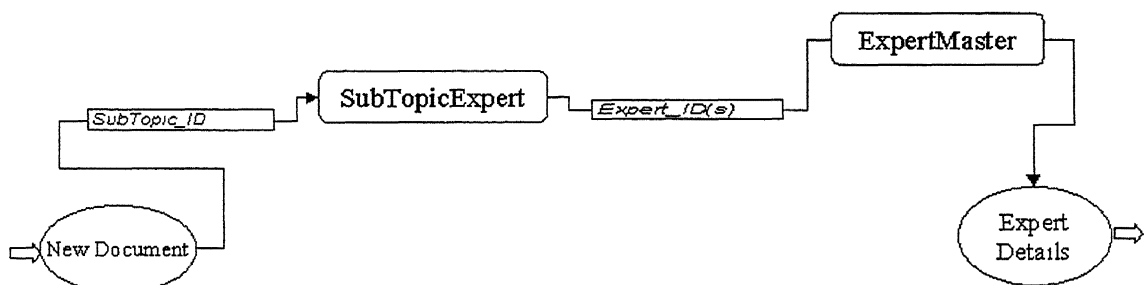 ExpertMaster
SubTopicExpert
Expert_ID(s)
SubTopic_ID
New Document
Expert
Details